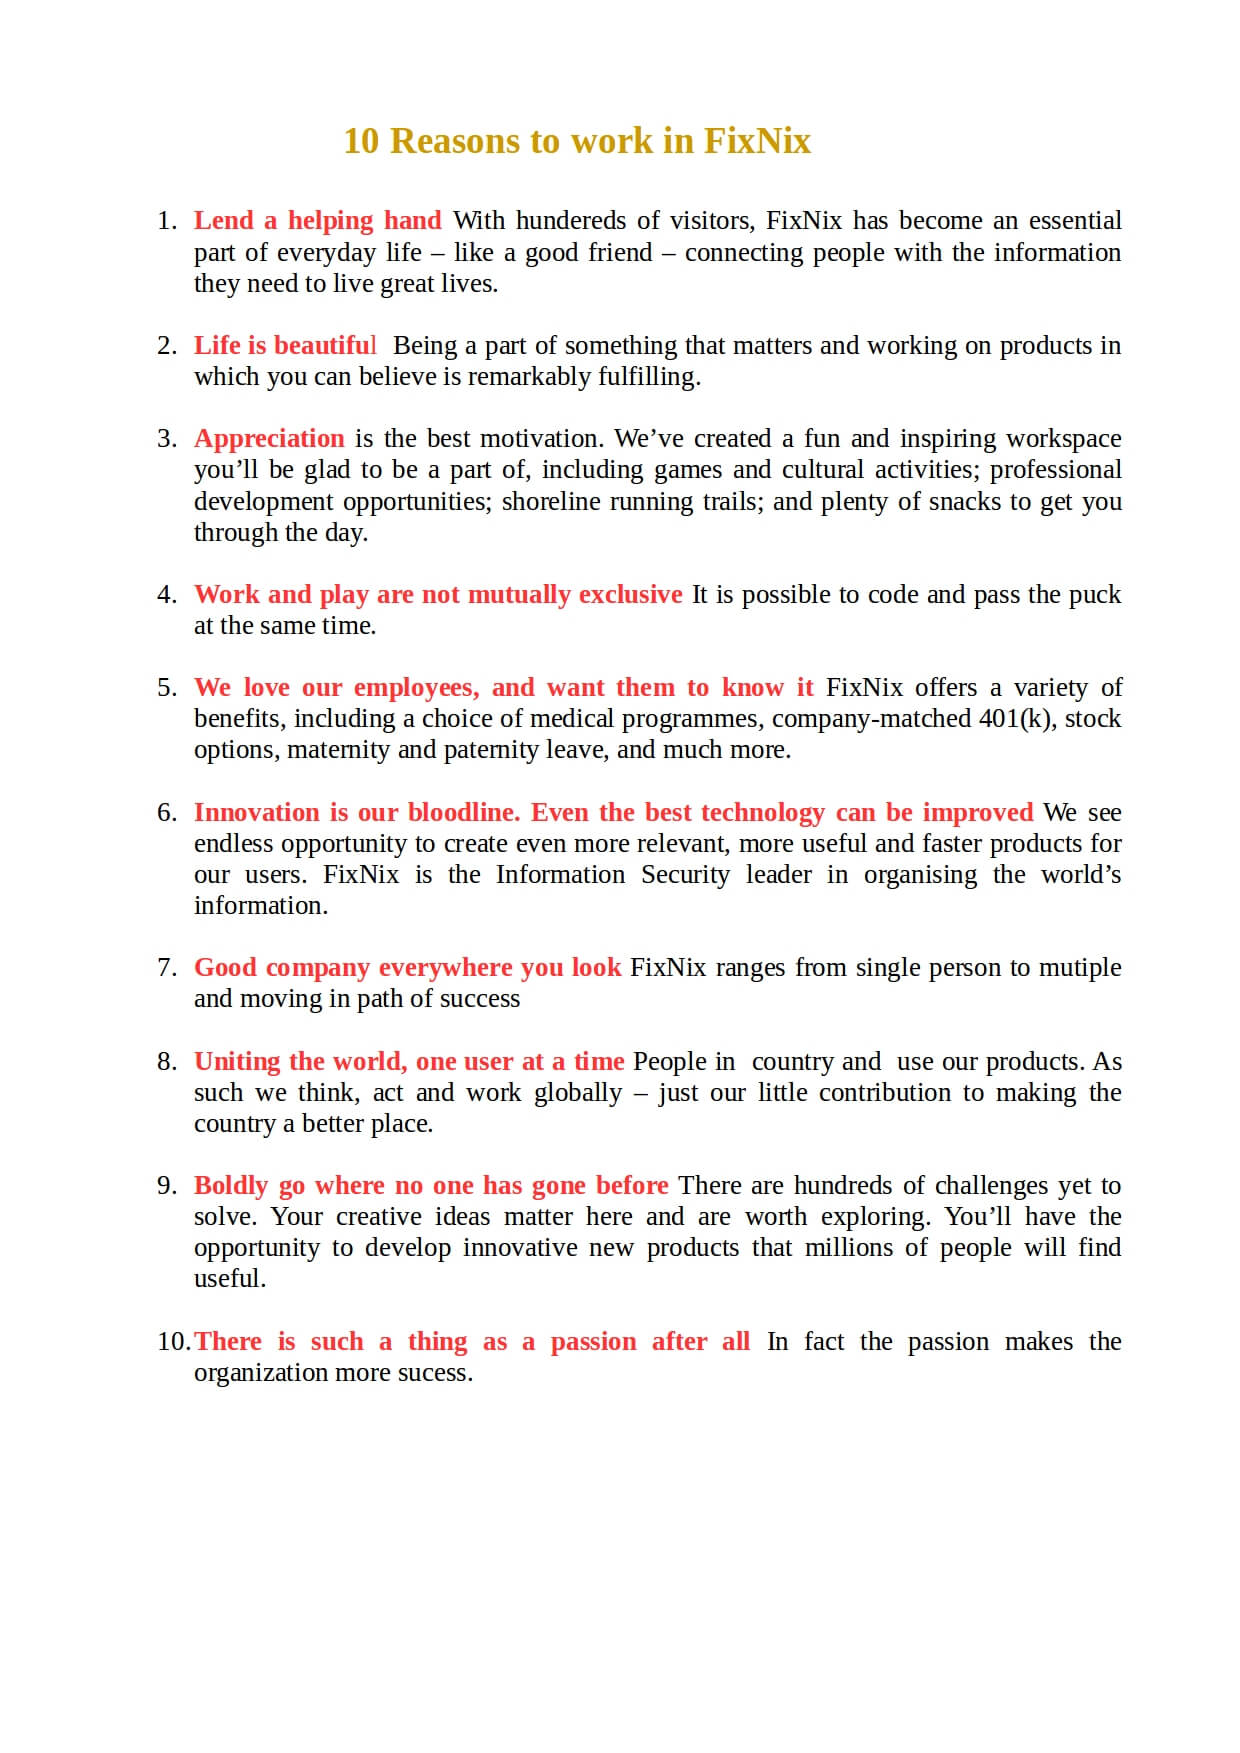 10 Reasons to work in FixNix
1. Lend a helping hand With hundereds of visitors, FixNix has become an essential
part of everyday life – like a good friend – connecting people with the information
they need to live great lives.
2. Life is beautiful  Being a part of something that matters and working on products in
which you can believe is remarkably fulfilling.
3. Appreciation is the best motivation. We’ve created a fun and inspiring workspace
you’ll be glad to be a part of, including games and cultural activities; professional
development opportunities; shoreline running trails; and plenty of snacks to get you
through the day.
4. Work and play are not mutually exclusive It is possible to code and pass the puck
at the same time.
5. We love our employees, and want them to know it FixNix offers a variety of
benefits, including a choice of medical programmes, company-matched 401(k), stock
options, maternity and paternity leave, and much more.
6. Innovation is our bloodline. Even the best technology can be improved We see
endless opportunity to create even more relevant, more useful and faster products for
our users. FixNix is the Information Security leader in organising the world’s
information.
7. Good company everywhere you look FixNix ranges from single person to mutiple
and moving in path of success
8. Uniting the world, one user at a time People in  country and  use our products. As
such we think, act and work globally – just our little contribution to making the
country a better place.
9. Boldly go where no one has gone before There are hundreds of challenges yet to
solve. Your creative ideas matter here and are worth exploring. You’ll have the
opportunity to develop innovative new products that millions of people will find
useful.
10. There is such a thing as a passion after all In fact the passion makes the
organization more sucess.